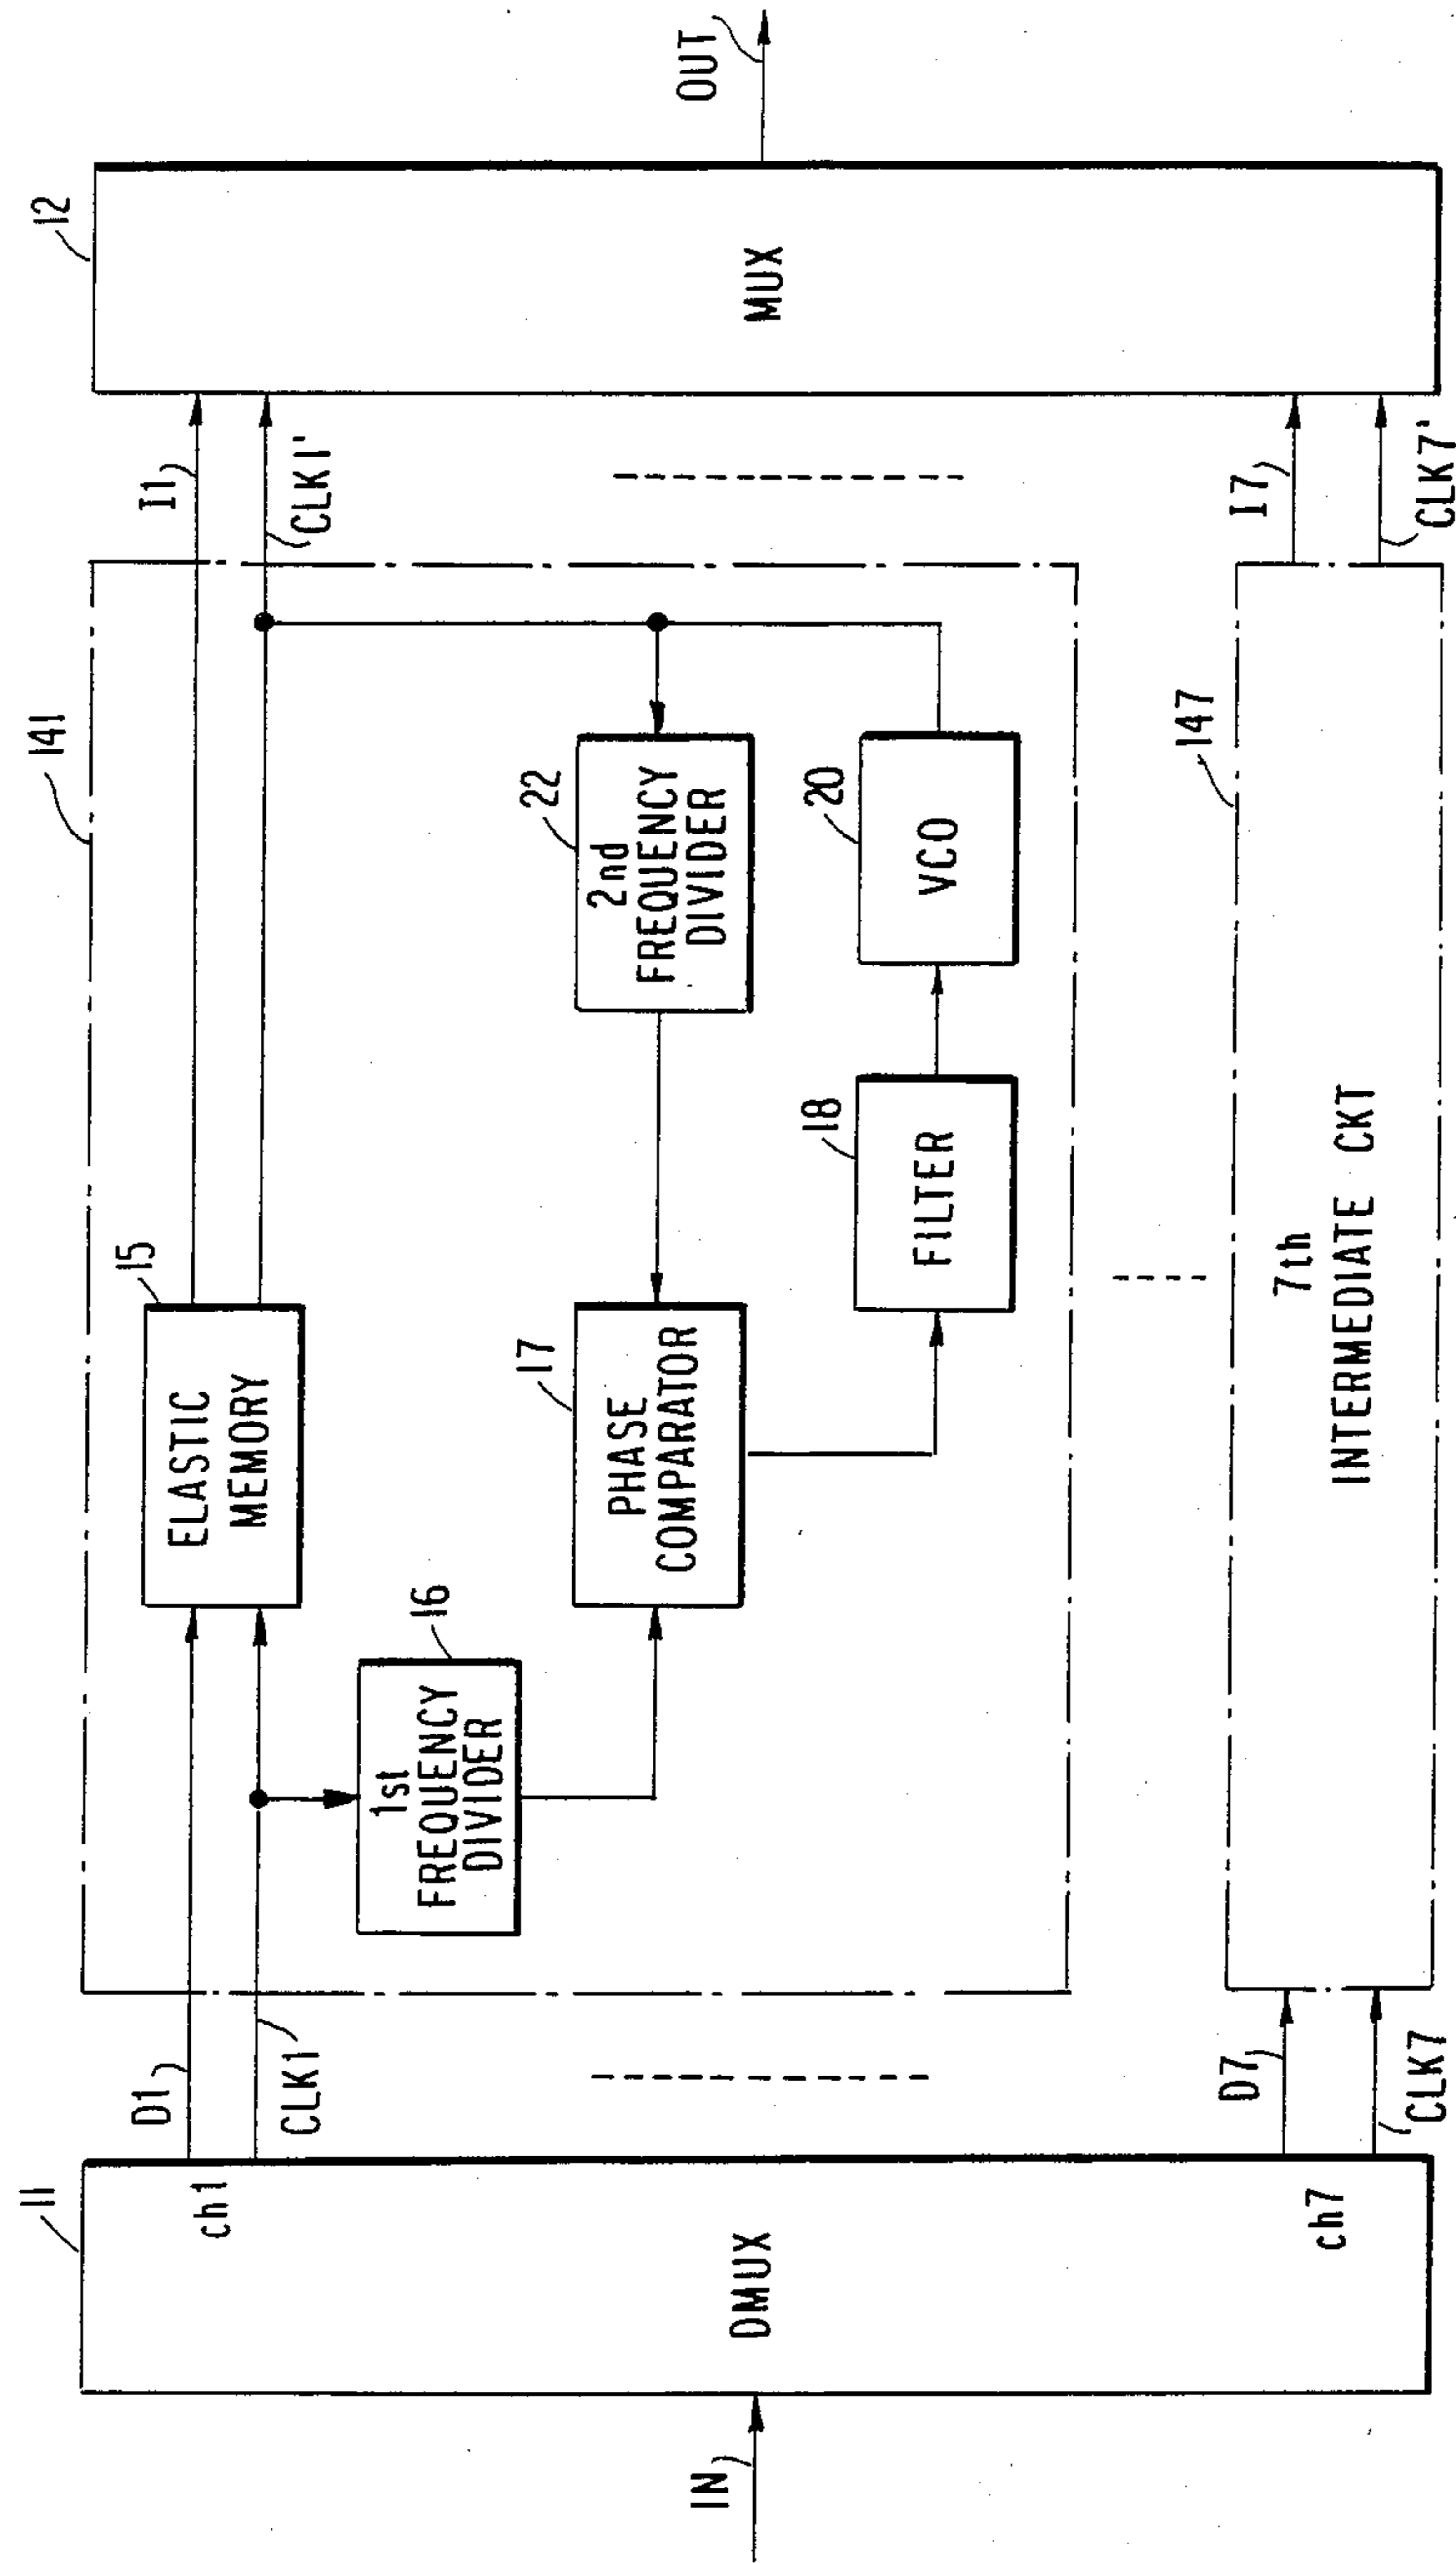 IN
11
DMUX
ch1
ch7
D1
CLK1
D7
CLK7
141
15
ELASTIC
MEMORY
16
1st
FREQUENCY
DIVIDER
17
PHASE
COMPARATOR
22
2nd
FREQUENCY
DIVIDER
18
FILTER
20
VCO
147
7th
INTERMEDIATE CKT
I1
CLK1'
I7
CLK7'
12
MUX
OUT